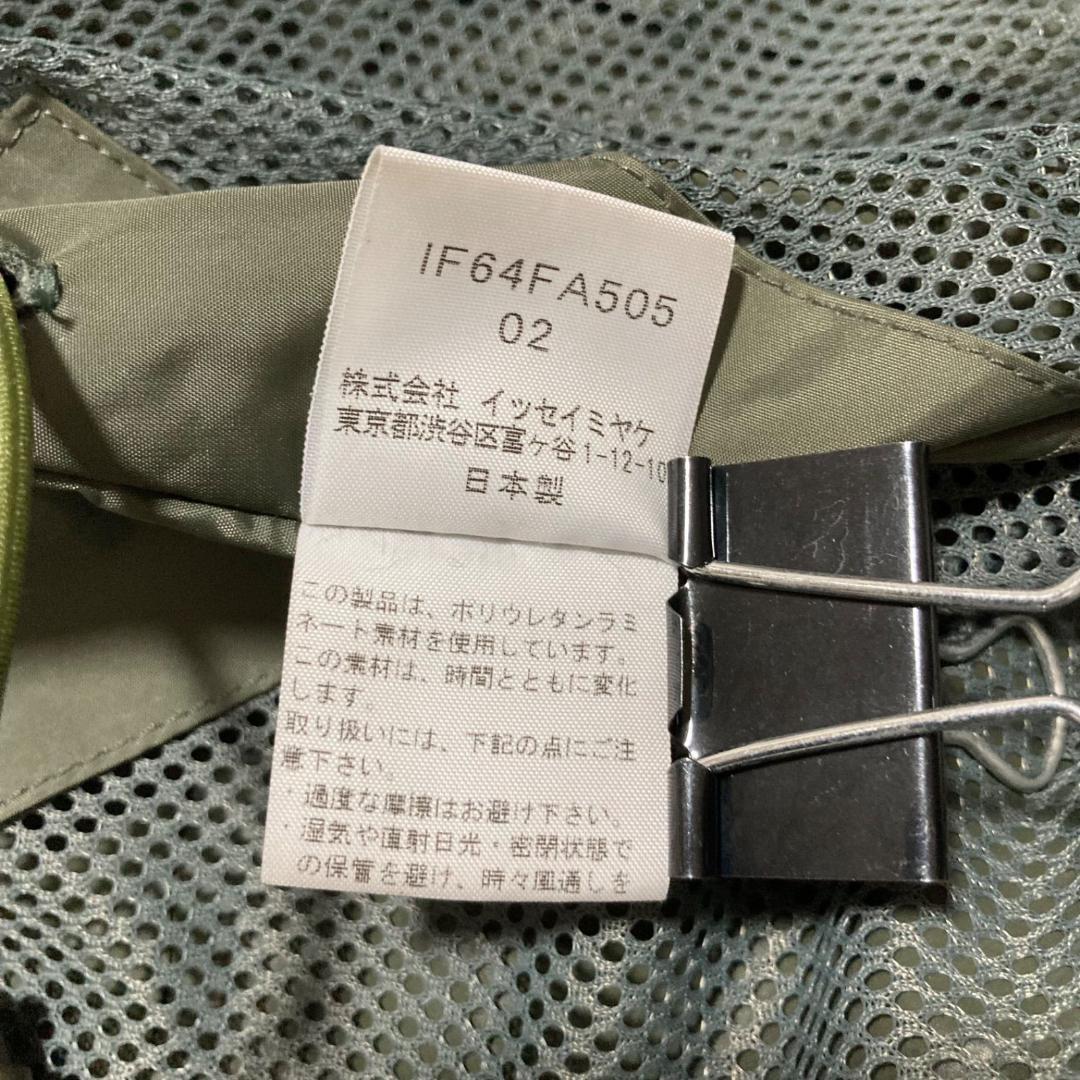 IF64FA505
02
株式会社 イッセイミヤケ
東京都渋谷区富ヶ谷1-12-10
日本製
この製品は、ポリウレタンラミ
ネート素材を使用しています。
この素材は、時間とともに変化
します
取り扱いには、下記の点にご注
意下さい。
・過度な摩擦はお避け下さい。
・湿気や直射日光・密閉状態で
の保管を避け、時々風通しを